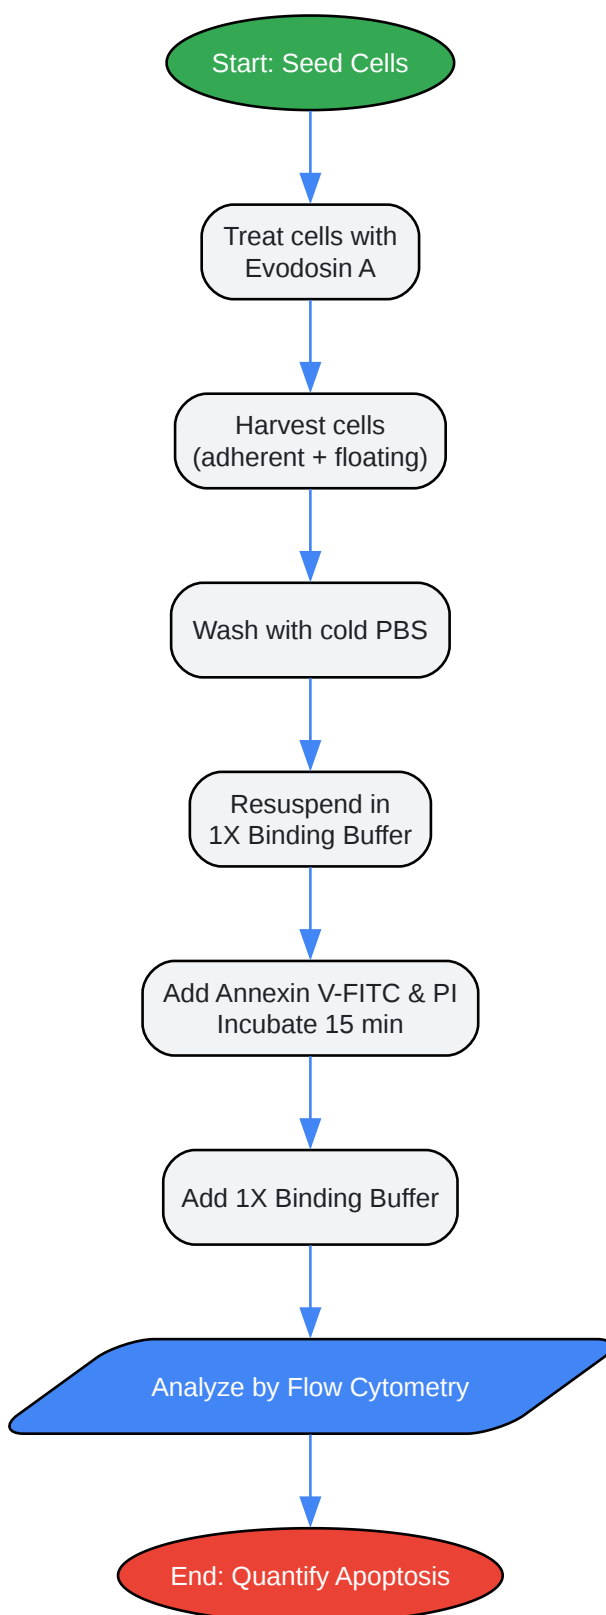 Start: Seed Cells
Treat cells with
Evodosin A
Harvest cells
(adherent + floating)
Wash with cold PBS
Resuspend in
1X Binding Buffer
Add Annexin V-FITC & PI
Incubate 15 min
Add 1X Binding Buffer
Analyze by Flow Cytometry
End: Quantify Apoptosis